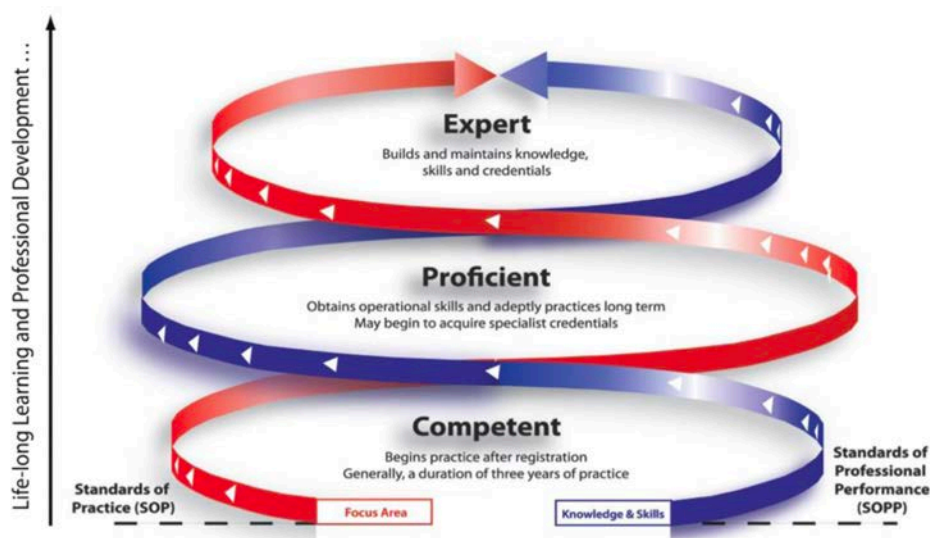 Life-long Learning and Professional Development ...
Expert
Builds and maintains knowledge,
skills and credentials
Proficient
Obtains operational skills and adeptly practices long term
May begin to acquire specialist credentials
Competent
Begins practice after registration
Generally, a duration of three years of practice
Standards of
Practice (SOP)
Focus Area
Knowledge & Skills
Standards of
Professional
Performance
(SOPP)